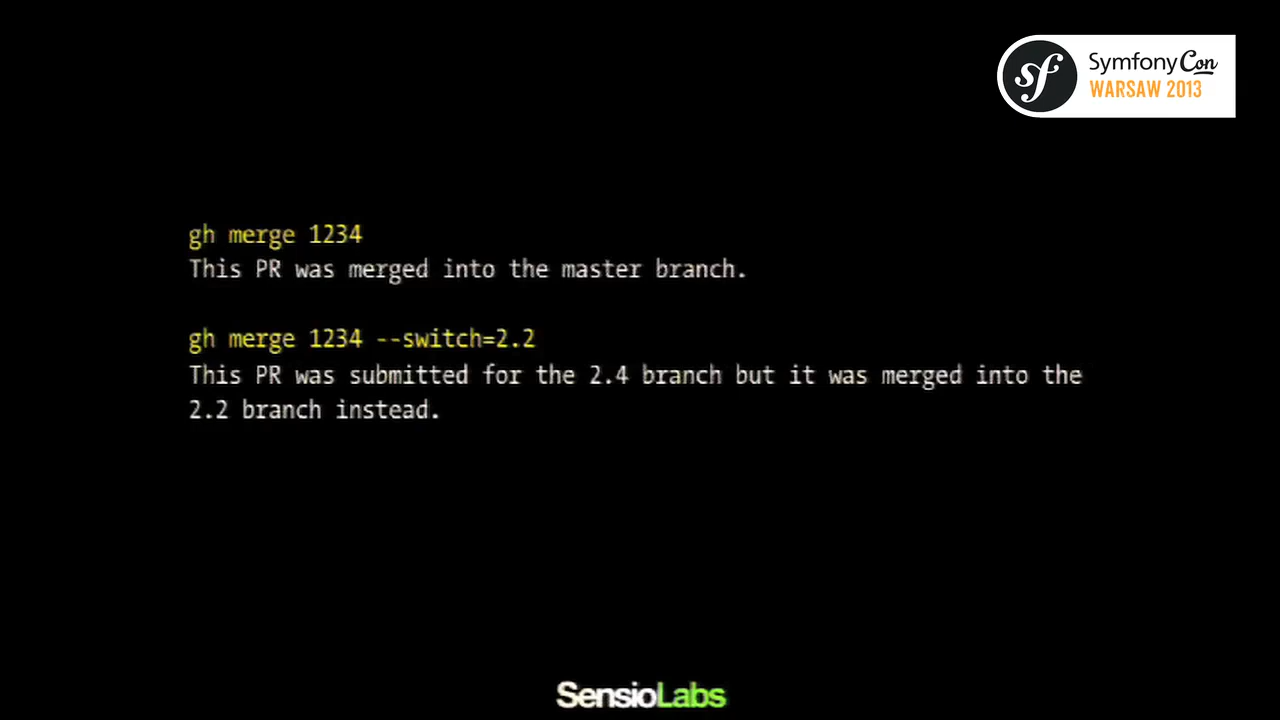 sf SymfonyCon
WARSAW 2013
gh merge 1234
This PR was merged into the master branch.
gh merge 1234 --switch=2.2
This PR was submitted for the 2.4 branch but it was merged into the
2.2 branch instead.
SensioLabs